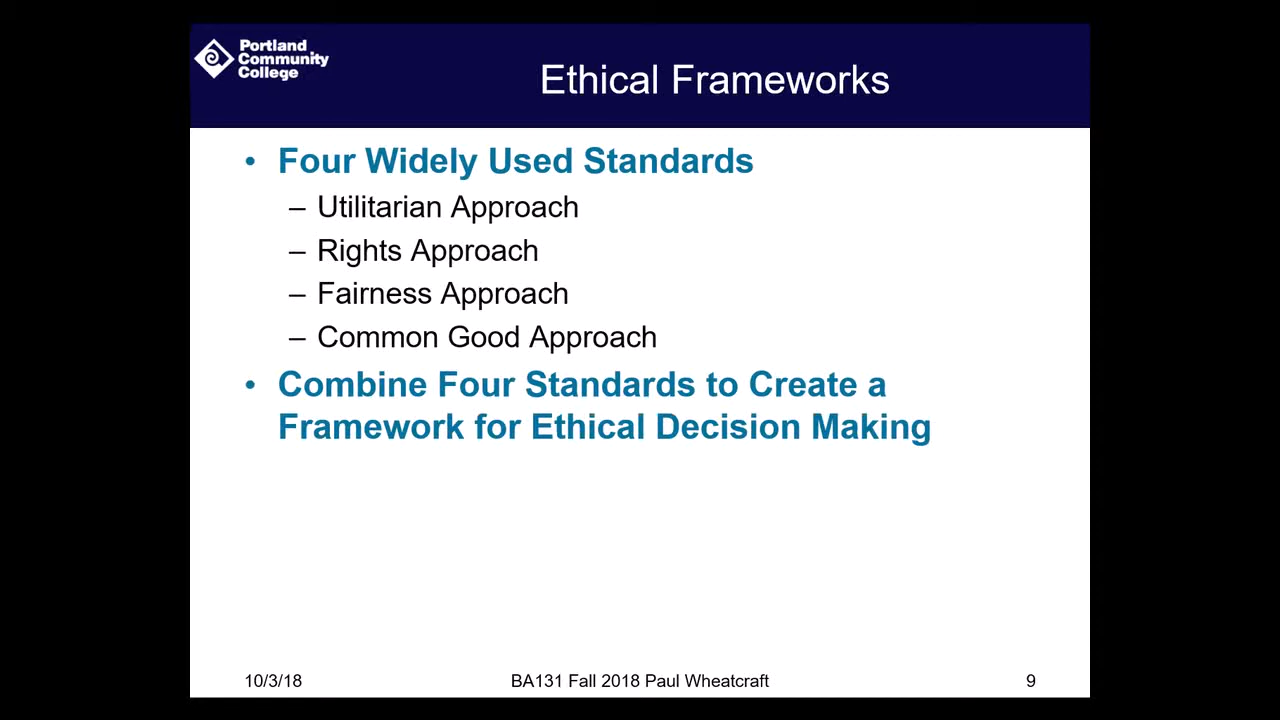 Portland
Community
College
Ethical Frameworks
• Four Widely Used Standards
– Utilitarian Approach
– Rights Approach
– Fairness Approach
– Common Good Approach
• Combine Four Standards to Create a
Framework for Ethical Decision Making
10/3/18 BA131 Fall 2018 Paul Wheatcraft 9